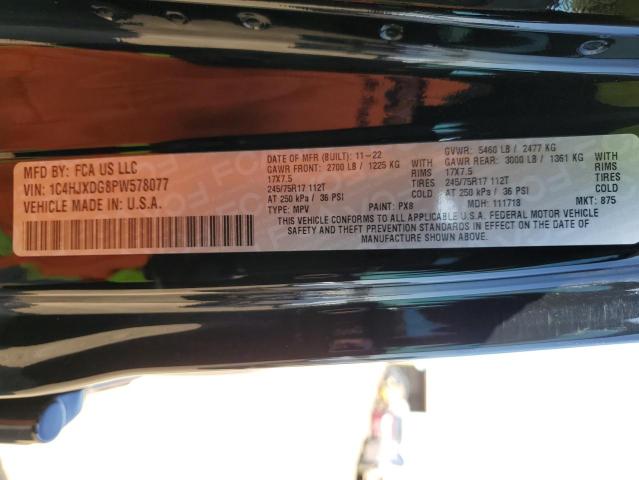 MFD BY: FCA US LLC
VIN: 1C4HJXDG8PW578077
VEHICLE MADE IN: U.S.A.
DATE OF MFR (BUILT): 11-22
GAWR FRONT: 2700 LB / 1225 KG
17X7.5 RIMS
245/75R17 112T TIRES
AT 250 kPa / 36 PSI COLD
TYPE: MPV PAINT: PX8
GVWR: 5460 LB / 2477 KG
GAWR REAR: 3000 LB / 1361 KG
17X7.5 RIMS
245/75R17 112T TIRES
AT 250 kPa / 36 PSI COLD
MDH: 111718 MKT: 875
THIS VEHICLE CONFORMS TO ALL APPLICABLE U.S.A. FEDERAL MOTOR VEHICLE
SAFETY AND THEFT PREVENTION STANDARDS IN EFFECT ON THE DATE OF
MANUFACTURE SHOWN ABOVE.